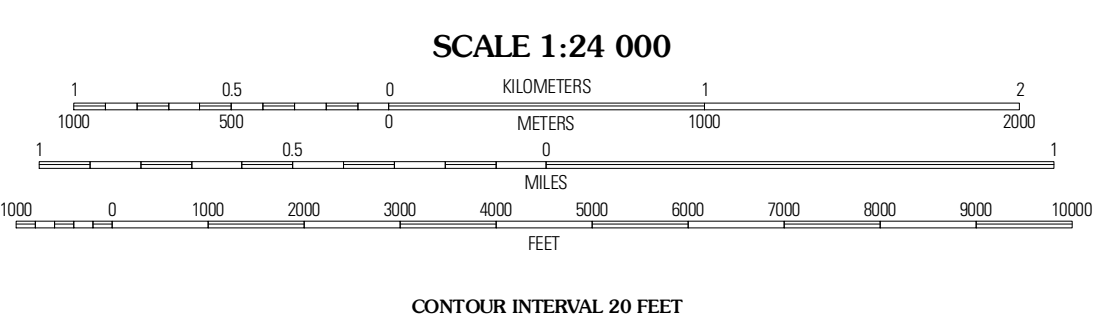 SCALE 1:24 000
1 0.5 0 KILOMETERS 1 2
1000 500 0 METERS 1000 2000
1 0.5 0 1
MILES
1000 0 1000 2000 3000 4000 5000 6000 7000 8000 9000 10000
FEET
CONTOUR INTERVAL 20 FEET